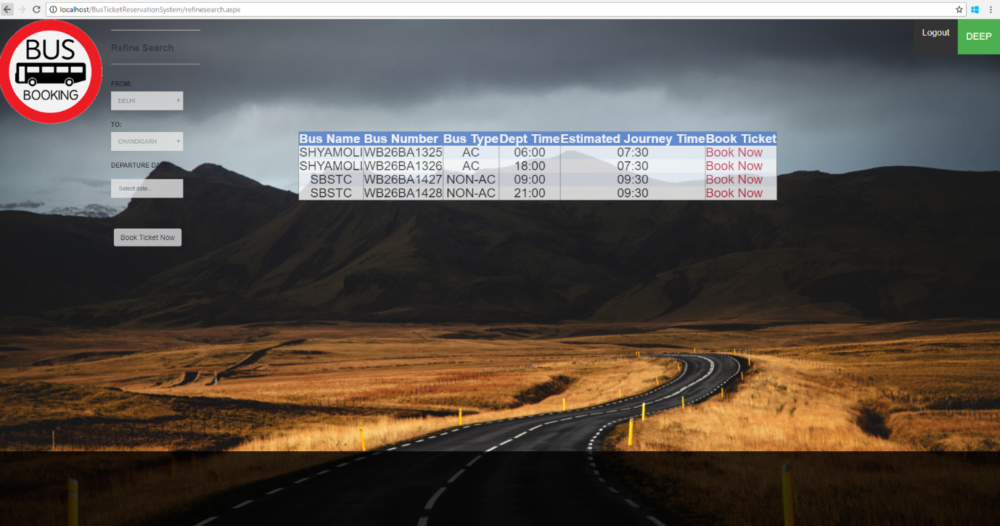 localhost/BusTicketReservationSystem/refinesearch.aspx
BUS
BOOKING
Refine Search
Logout
DEEP
FROM:
DELHI
TO:
CHANDIGARH
DEPARTURE DATE:
Select date...
Book Ticket Now
Bus Name Bus Number Bus Type Dept Time Estimated Journey Time Book Ticket
SHYAMOLI WB26BA1325 AC 06:00 07:30 Book Now
SHYAMOLI WB26BA1326 AC 18:00 07:30 Book Now
SBSTC WB26BA1427 NON-AC 09:00 09:30 Book Now
SBSTC WB26BA1428 NON-AC 21:00 09:30 Book Now